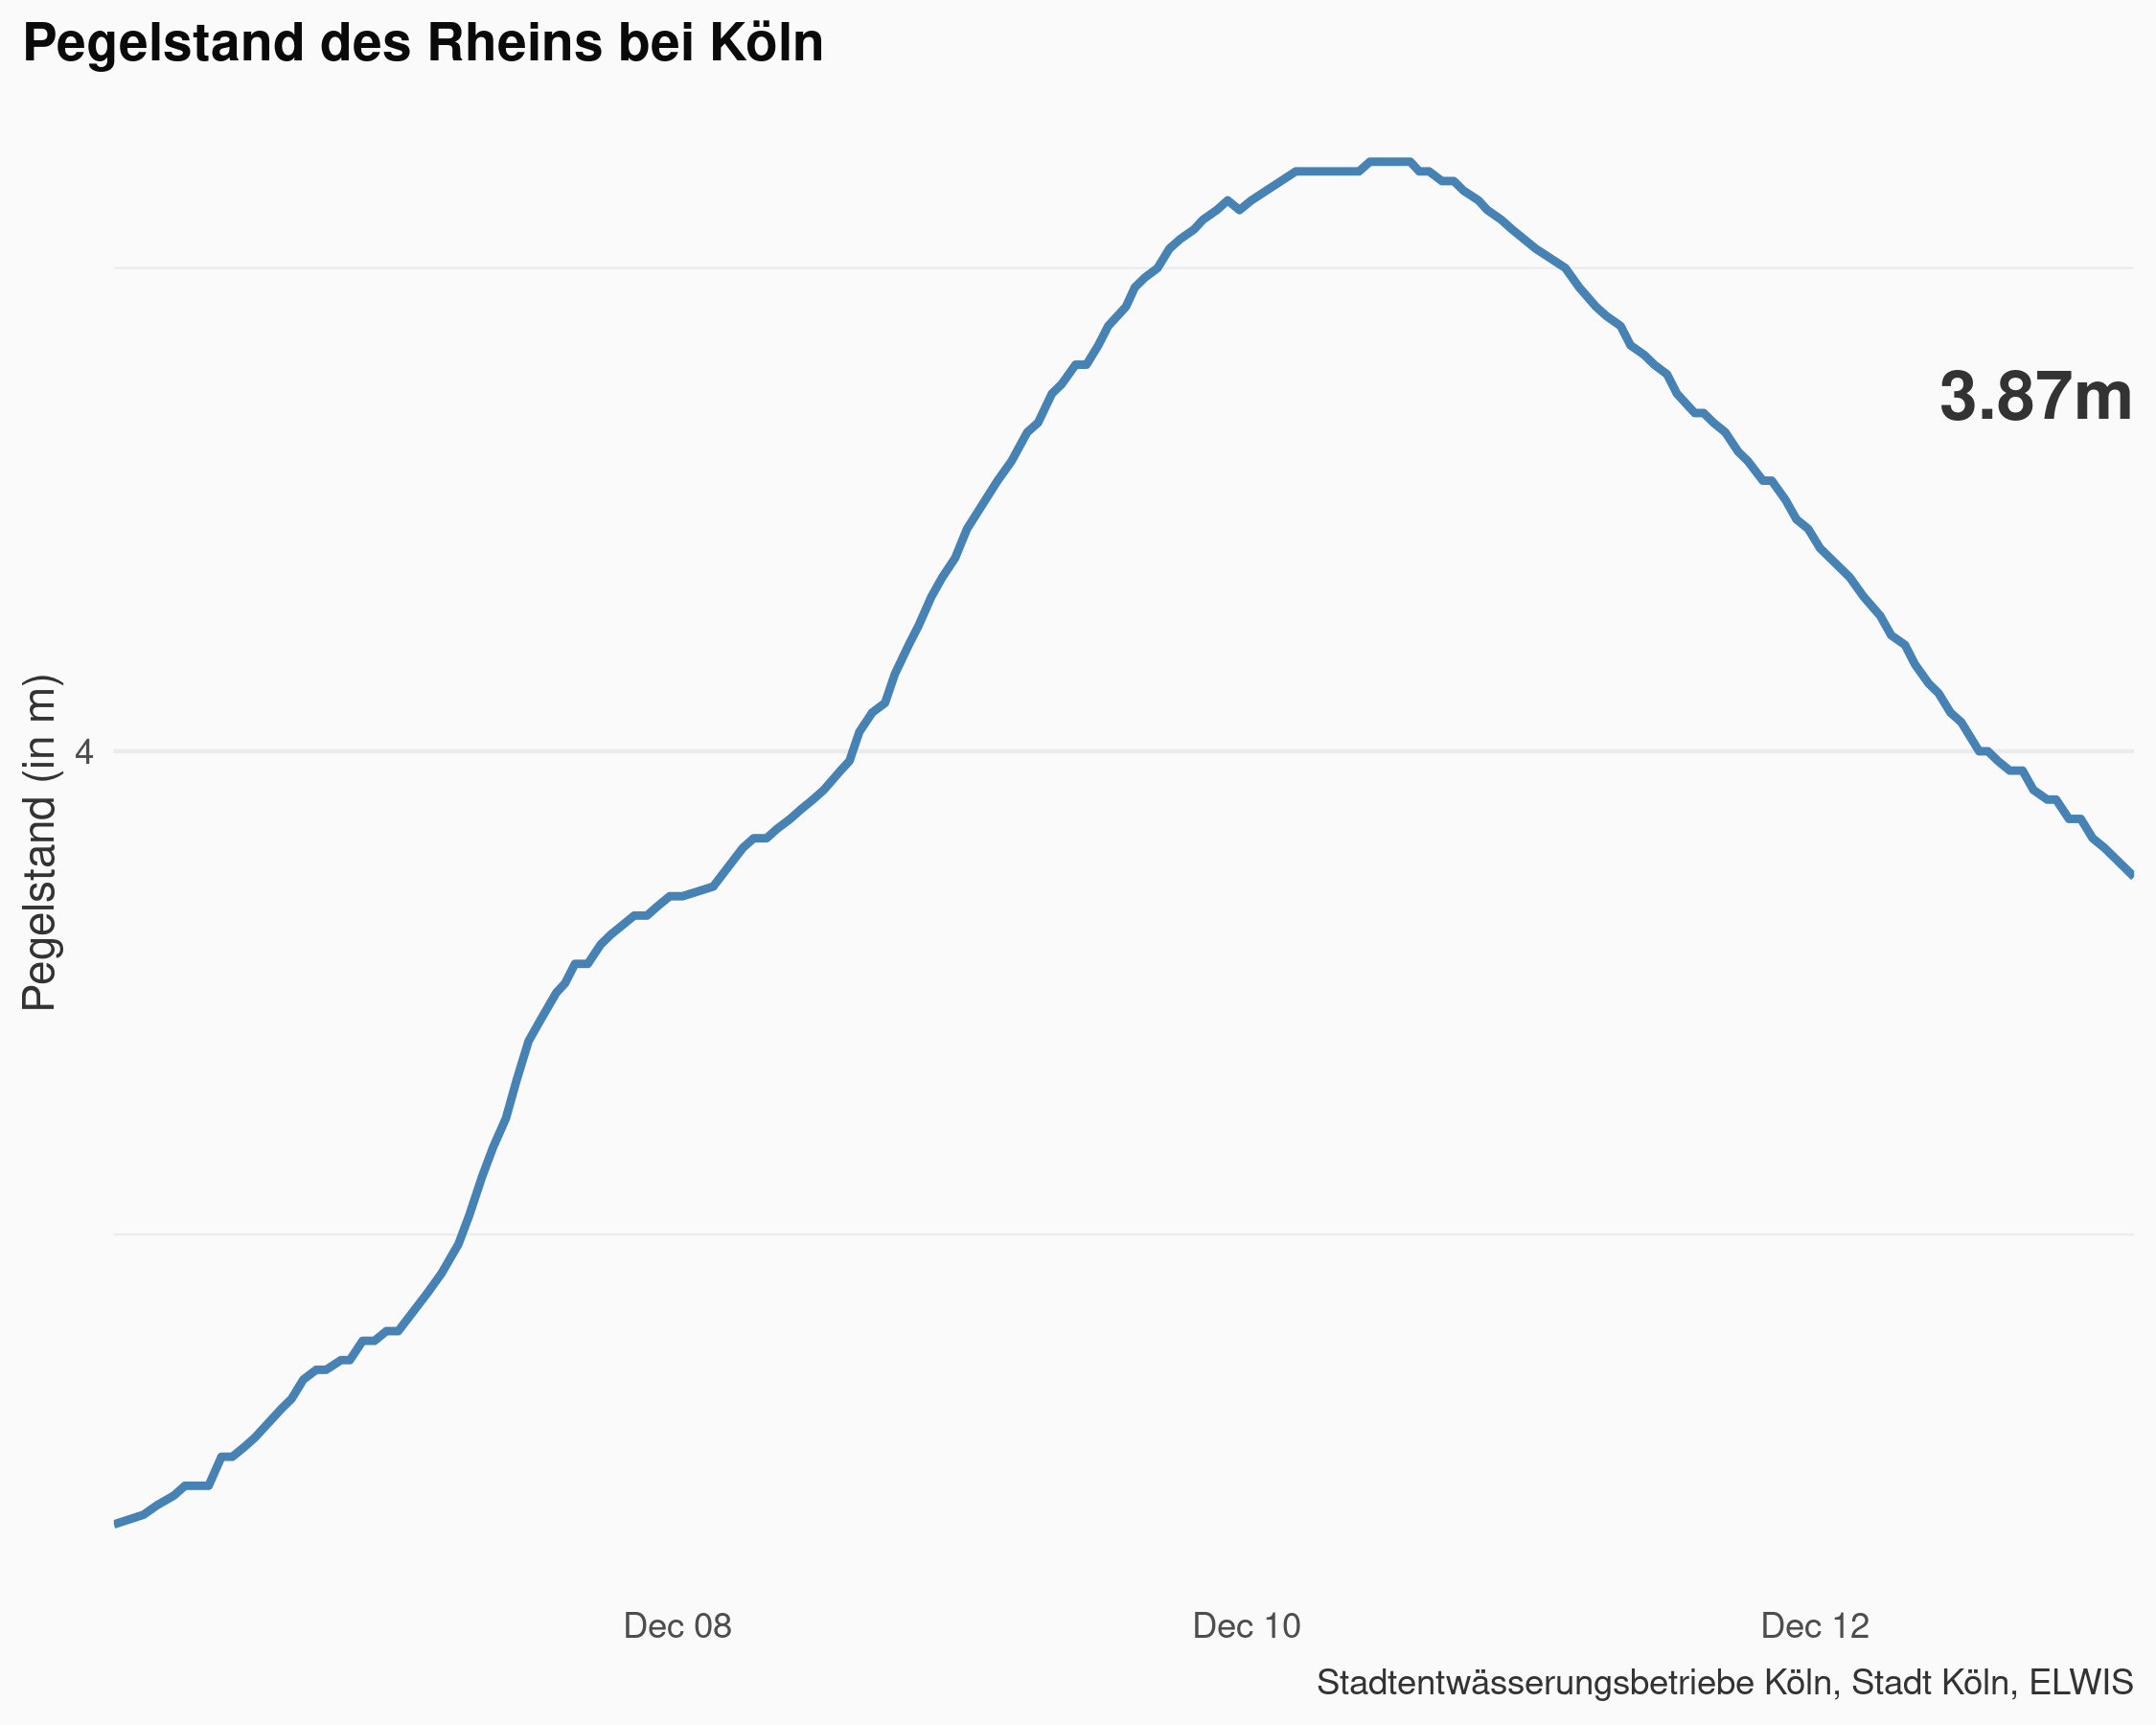 Pegelstand des Rheins bei Köln
3.87m
Pegelstand (in m)
4
Dec 08
Dec 10
Dec 12
Stadtentwässerungsbetriebe Köln, Stadt Köln, ELWIS